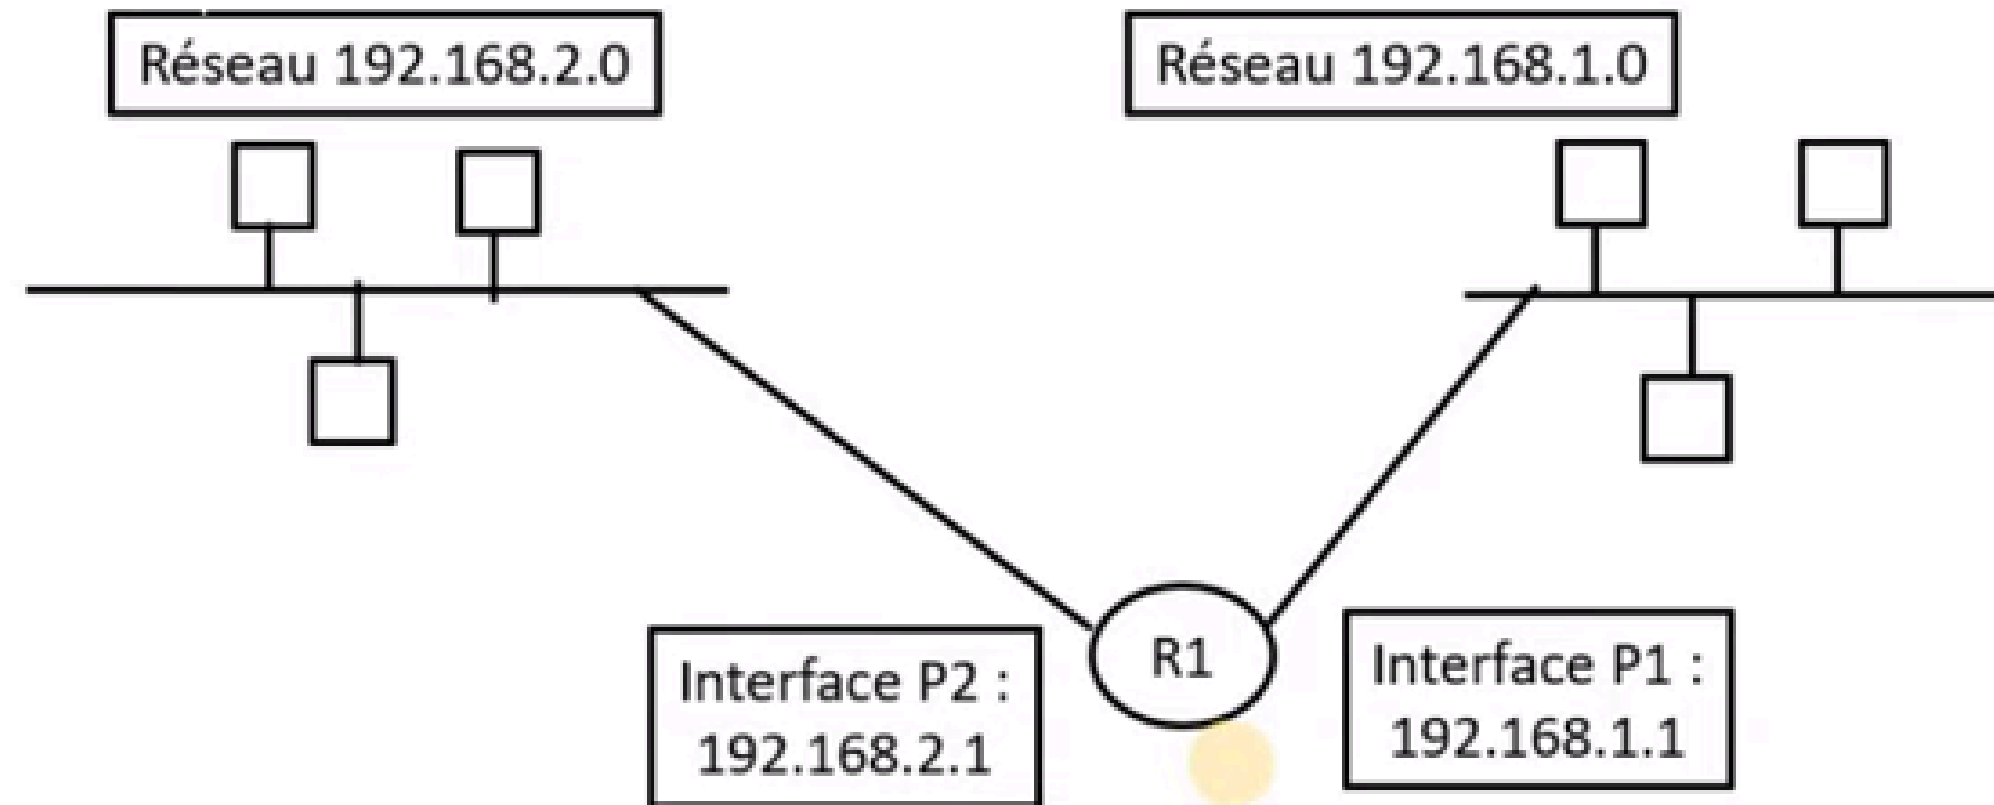 Réseau 192.168.2.0
Réseau 192.168.1.0
R1
Interface P2 :
192.168.2.1
Interface P1 :
192.168.1.1